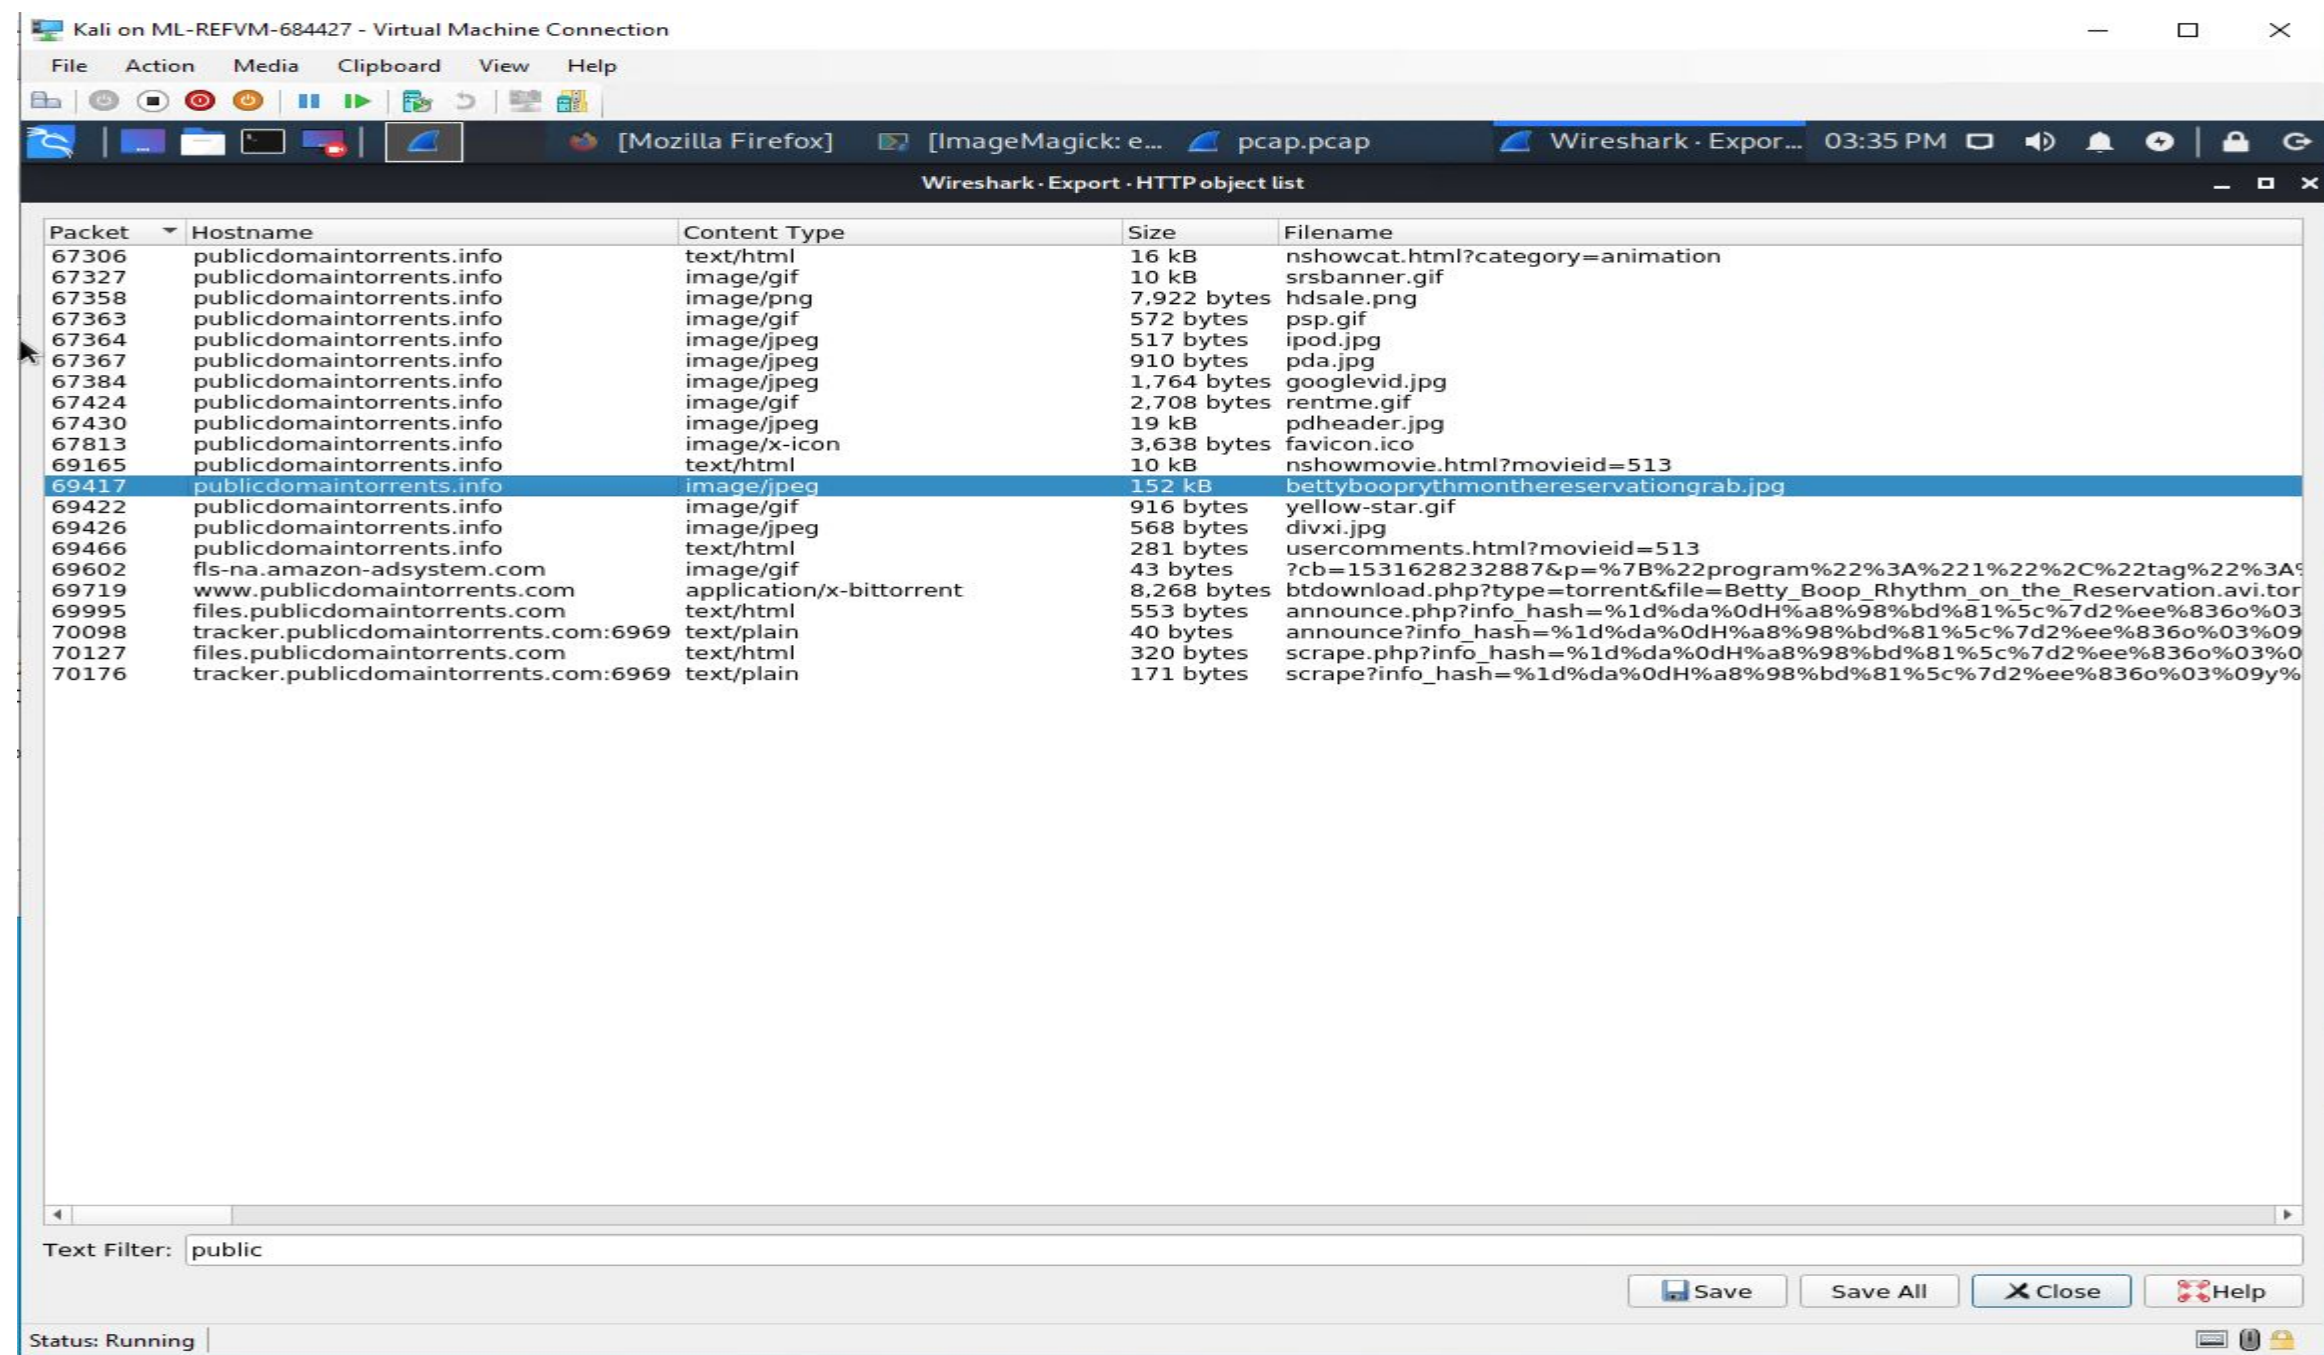 Kali on ML-REFVM-684427 - Virtual Machine Connection
File Action Media Clipboard View Help
[Mozilla Firefox] [ImageMagick: e... pcap.pcap Wireshark · Expor... 03:35 PM
Wireshark · Export · HTTP object list
Packet Hostname Content Type Size Filename
67306 publicdomaintorrents.info text/html 16 kB nshowcat.html?category=animation
67327 publicdomaintorrents.info image/gif 10 kB srsbanner.gif
67358 publicdomaintorrents.info image/png 7,922 bytes hdsale.png
67363 publicdomaintorrents.info image/gif 572 bytes psp.gif
67364 publicdomaintorrents.info image/jpeg 517 bytes ipod.jpg
67367 publicdomaintorrents.info image/jpeg 910 bytes pda.jpg
67384 publicdomaintorrents.info image/jpeg 1,764 bytes googlevid.jpg
67424 publicdomaintorrents.info image/gif 2,708 bytes rentme.gif
67430 publicdomaintorrents.info image/jpeg 19 kB pdheader.jpg
67813 publicdomaintorrents.info image/x-icon 3,638 bytes favicon.ico
69165 publicdomaintorrents.info text/html 10 kB nshowmovie.html?movieid=513
69417 publicdomaintorrents.info image/jpeg 152 kB bettybooprythmonthereservationgrab.jpg
69422 publicdomaintorrents.info image/gif 916 bytes yellow-star.gif
69426 publicdomaintorrents.info image/jpeg 568 bytes divxi.jpg
69466 publicdomaintorrents.info text/html 281 bytes usercomments.html?movieid=513
69602 fls-na.amazon-adsystem.com image/gif 43 bytes ?cb=1531628232887&p=%7B%22program%22%3A%221%22%2C%22tag%22%3A%
69719 www.publicdomaintorrents.com application/x-bittorrent 8,268 bytes btdownload.php?type=torrent&file=Betty_Boop_Rhythm_on_the_Reservation.avi.tor
69995 files.publicdomaintorrents.com text/html 553 bytes announce.php?info_hash=%1d%da%0dH%a8%98%bd%81%5c%7d2%ee%836o%03
70098 tracker.publicdomaintorrents.com:6969 text/plain 40 bytes announce?info_hash=%1d%da%0dH%a8%98%bd%81%5c%7d2%ee%836o%03%09
70127 files.publicdomaintorrents.com text/html 320 bytes scrape.php?info_hash=%1d%da%0dH%a8%98%bd%81%5c%7d2%ee%836o%03%0
70176 tracker.publicdomaintorrents.com:6969 text/plain 171 bytes scrape?info_hash=%1d%da%0dH%a8%98%bd%81%5c%7d2%ee%836o%03%09y%
Text Filter: public
Save Save All Close Help
Status: Running